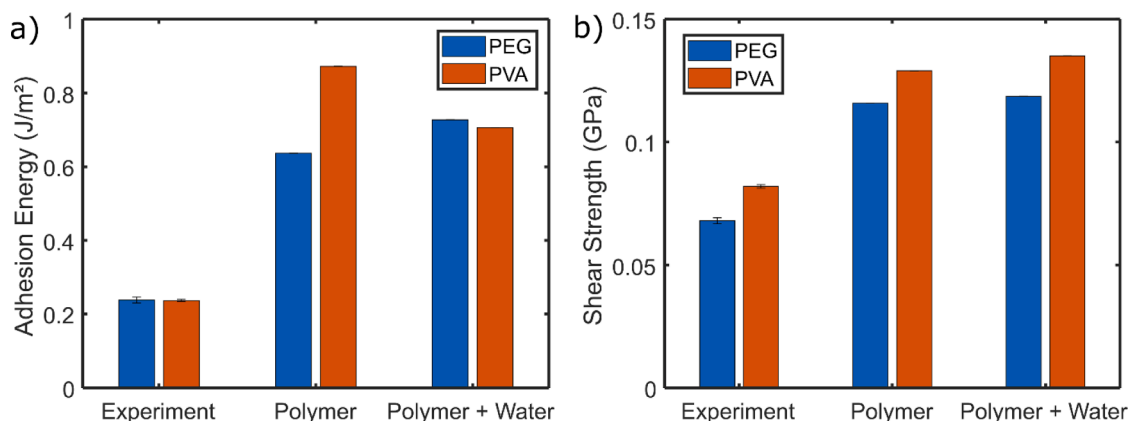 a)
Adhesion Energy (J/m²)
1
0.8
0.6
0.4
0.2
0
PEG
PVA
Experiment
Polymer
Polymer + Water
b)
Shear Strength (GPa)
0.15
0.1
0.05
0
PEG
PVA
Experiment
Polymer
Polymer + Water